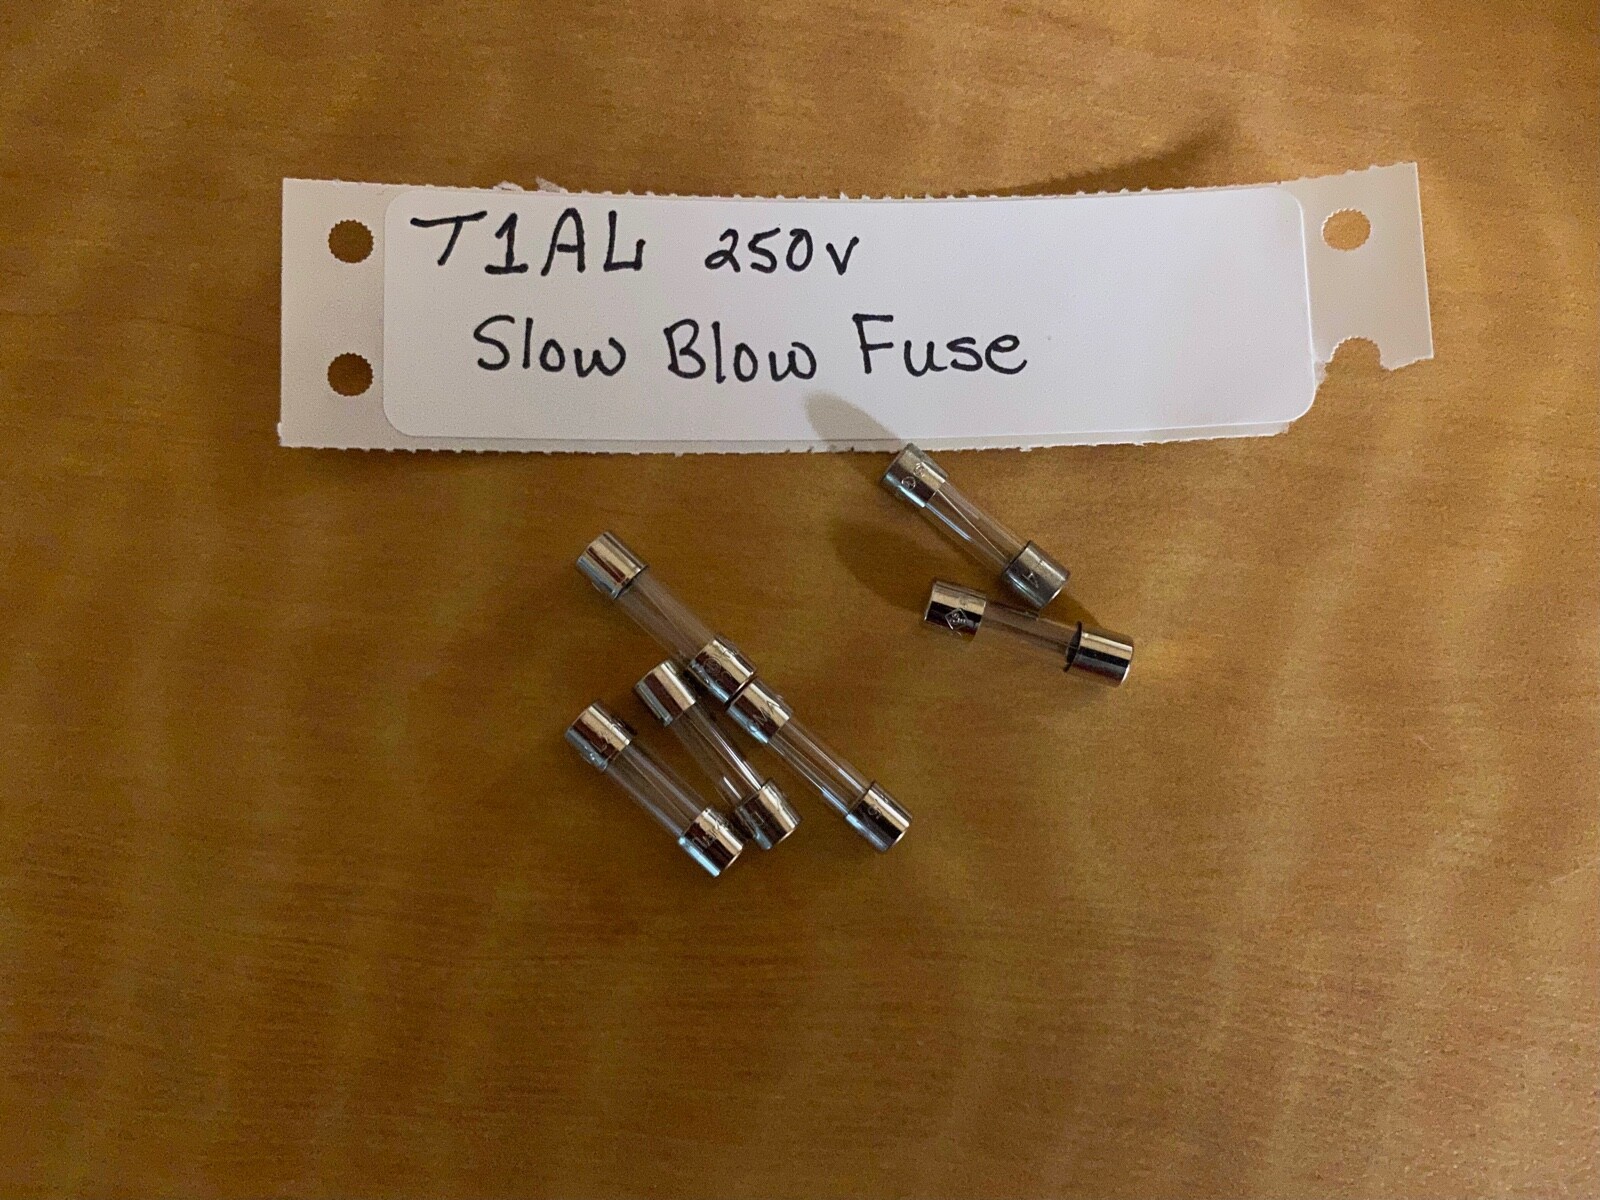 T1AL 250v
Slow Blow Fuse